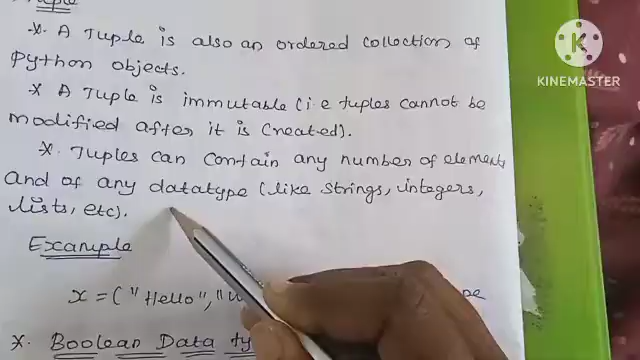 Tuple
*. A Tuple is also an ordered collection of
Python objects.
* A Tuple is immutable (i.e tuples cannot be
modified after it is created).
*. Tuples can contain any number of elements
and of any datatype (like strings, integers,
lists, etc).
Example
x = ("Hello", "
*. Boolean Data ty
KINEMASTER